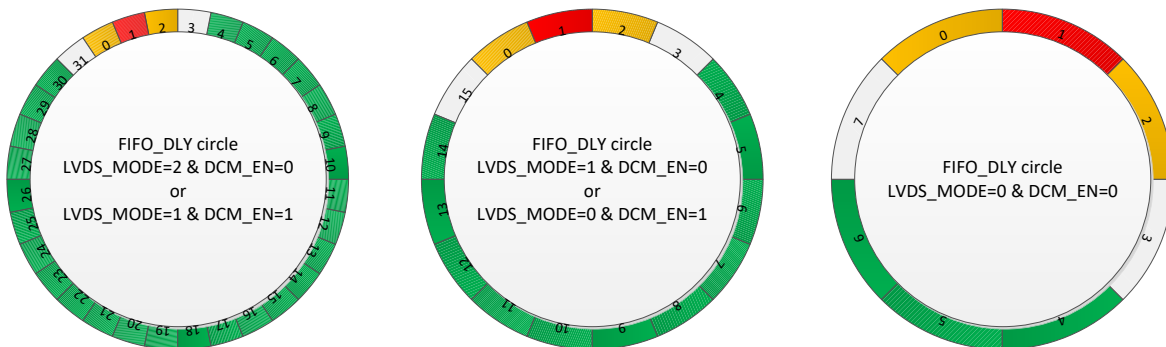 0 1 2 3 4 5 6 7 8 9 10 11 12 13 14 15 16 17 18 19 20 21 22 23 24 25 26 27 28 29 30 31
FIFO_DLY circle
LVDS_MODE=2 & DCM_EN=0
or
LVDS_MODE=1 & DCM_EN=1
0 1 2 3 4 5 6 7 8 9 10 11 12 13 14 15
FIFO_DLY circle
LVDS_MODE=1 & DCM_EN=0
or
LVDS_MODE=0 & DCM_EN=1
0 1 2 3 4 5 6 7
FIFO_DLY circle
LVDS_MODE=0 & DCM_EN=0